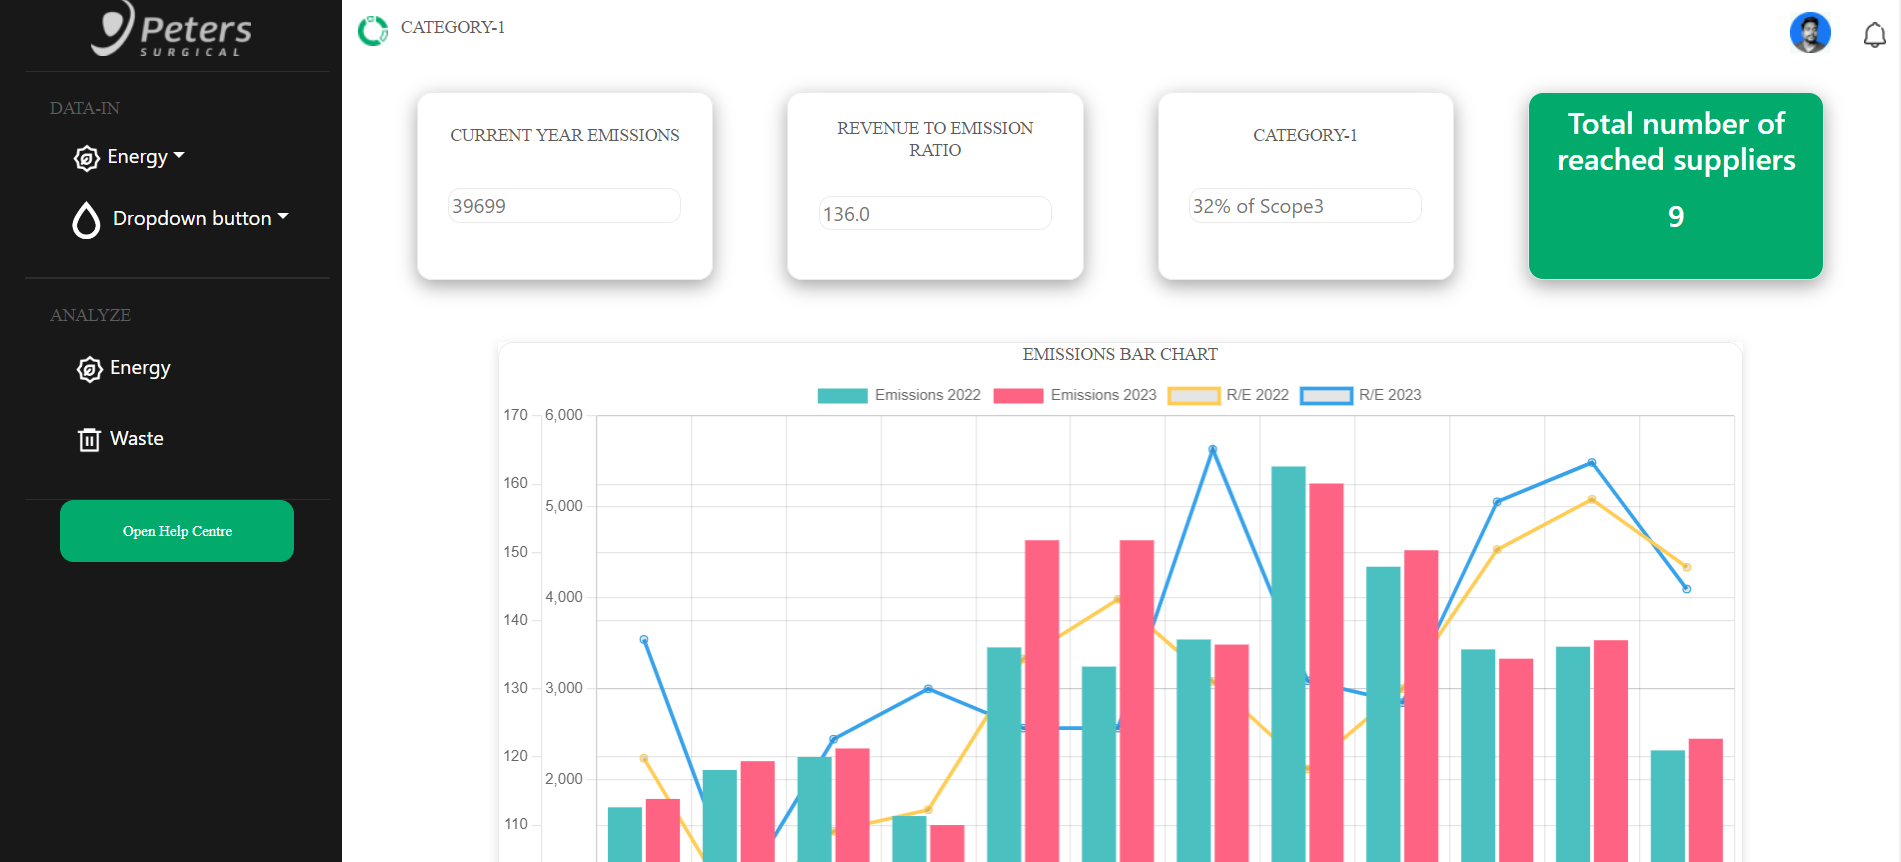 Peters
SURGICAL
DATA-IN
Energy
Dropdown button
ANALYZE
Energy
Waste
Open Help Centre
CATEGORY-1
CURRENT YEAR EMISSIONS
39699
REVENUE TO EMISSION
RATIO
136.0
CATEGORY-1
32% of Scope3
Total number of
reached suppliers
9
EMISSIONS BAR CHART
Emissions 2022 Emissions 2023 R/E 2022 R/E 2023
170 6,000
160
5,000
150
4,000
140
130 3,000
120
2,000
110